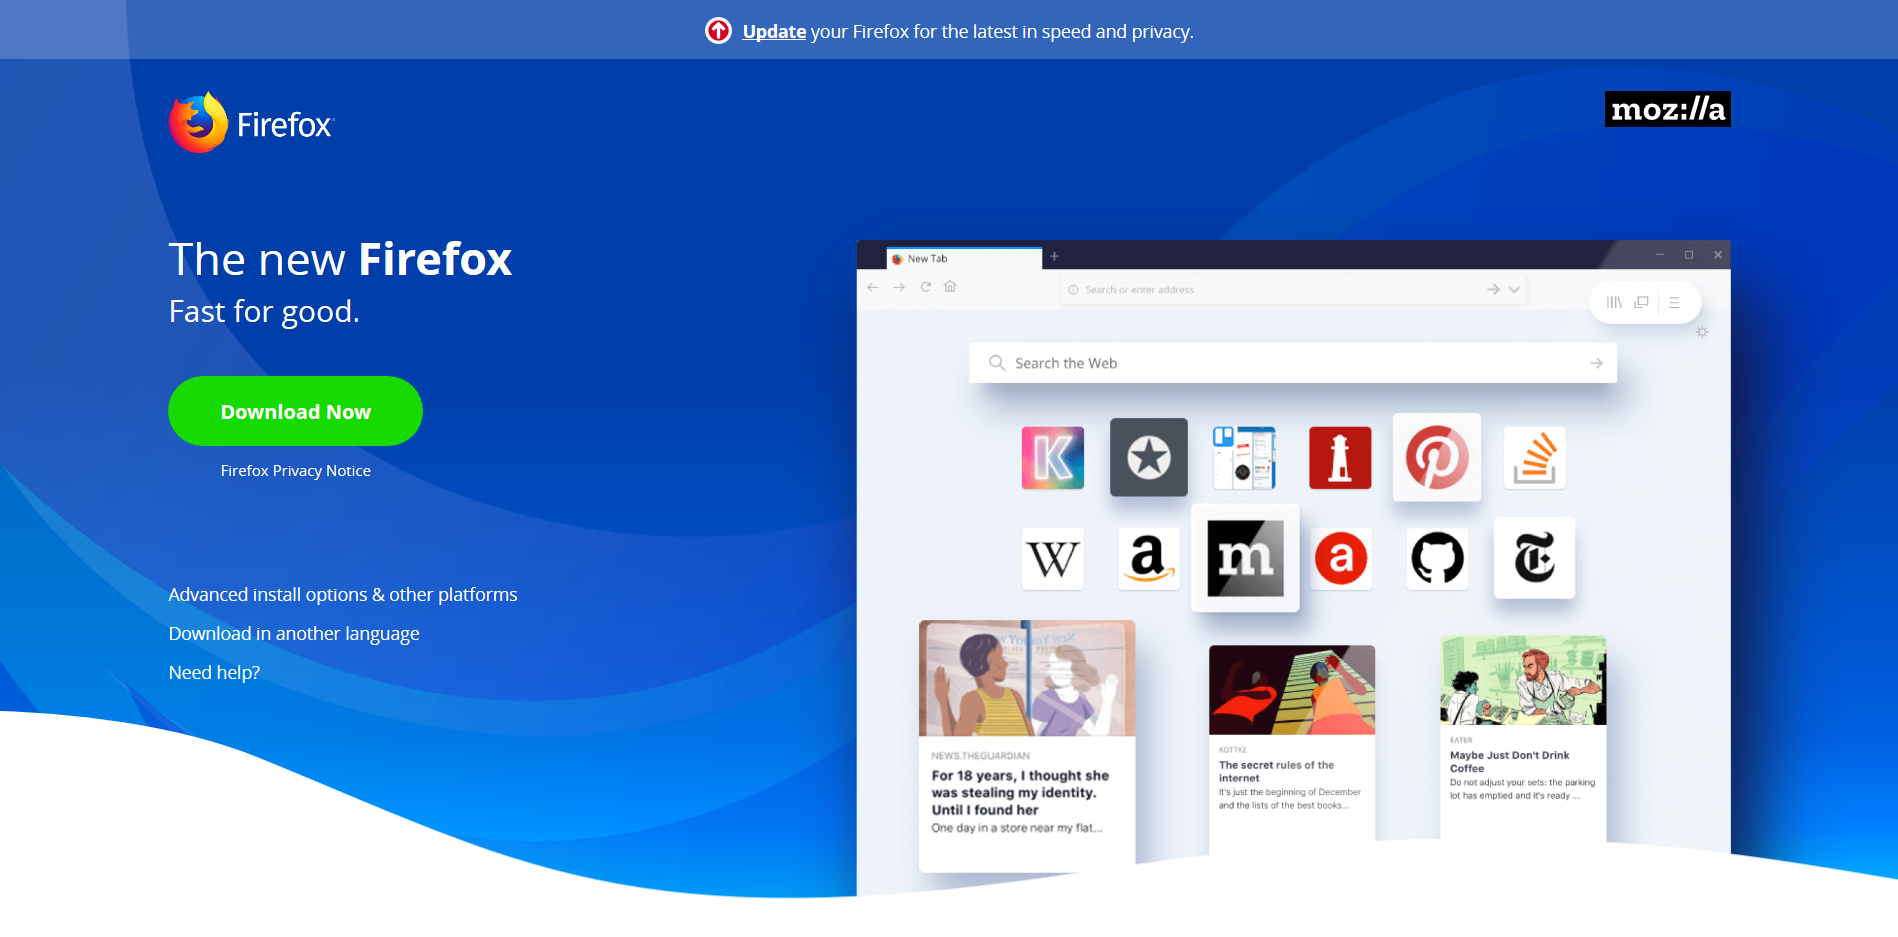 Update your Firefox for the latest in speed and privacy.
Firefox
moz://a
The new Firefox
Fast for good.
Download Now
Firefox Privacy Notice
Advanced install options & other platforms
Download in another language
Need help?
New Tab
Search or enter address
Search the Web
K
W
a
m
a
T
NEWS.THEGUARDIAN
For 18 years, I thought she
was stealing my identity.
Until I found her
One day in a store near my flat...
KOTTKE
The secret rules of the
internet
It's just the beginning of December
and the lists of the best books...
EATER
Maybe Just Don't Drink
Coffee
Do not adjust your sets: the parking
lot has emptied and it's ready ...